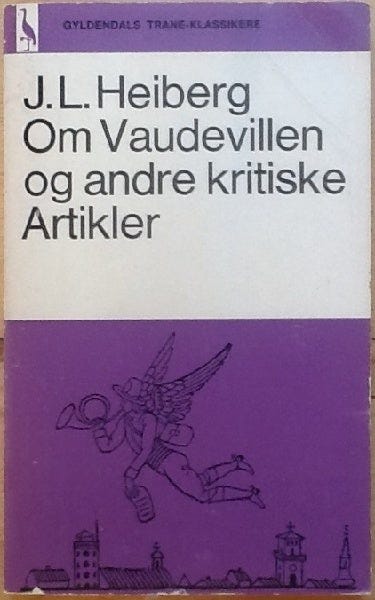 GYLDENDALS TRANE-KLASSIKERE
J.L. Heiberg
Om Vaudevillen
og andre kritiske
Artikler